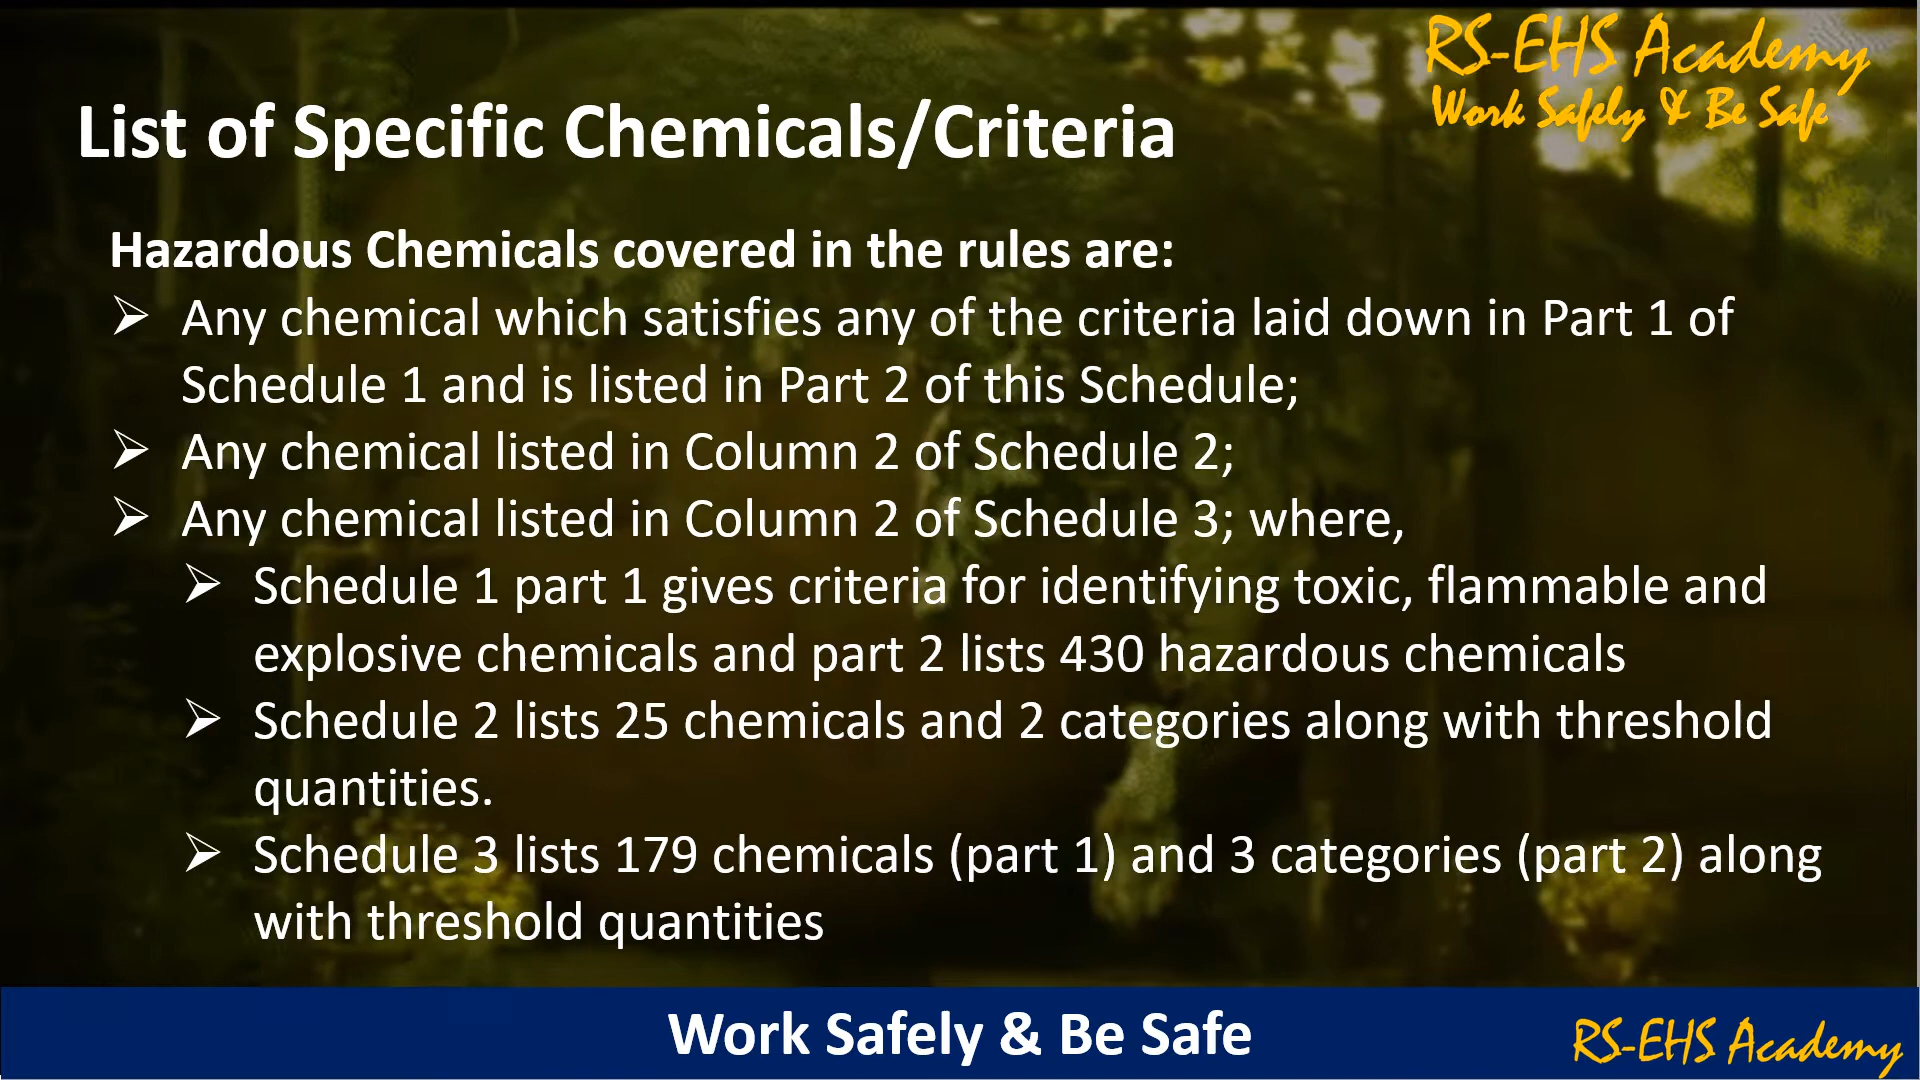 RS-EHS Academy
Work Safely & Be Safe
List of Specific Chemicals/Criteria
Hazardous Chemicals covered in the rules are:
➢ Any chemical which satisfies any of the criteria laid down in Part 1 of
Schedule 1 and is listed in Part 2 of this Schedule;
➢ Any chemical listed in Column 2 of Schedule 2;
➢ Any chemical listed in Column 2 of Schedule 3; where,
➢ Schedule 1 part 1 gives criteria for identifying toxic, flammable and
explosive chemicals and part 2 lists 430 hazardous chemicals
➢ Schedule 2 lists 25 chemicals and 2 categories along with threshold
quantities.
➢ Schedule 3 lists 179 chemicals (part 1) and 3 categories (part 2) along
with threshold quantities
Work Safely & Be Safe
RS-EHS Academy